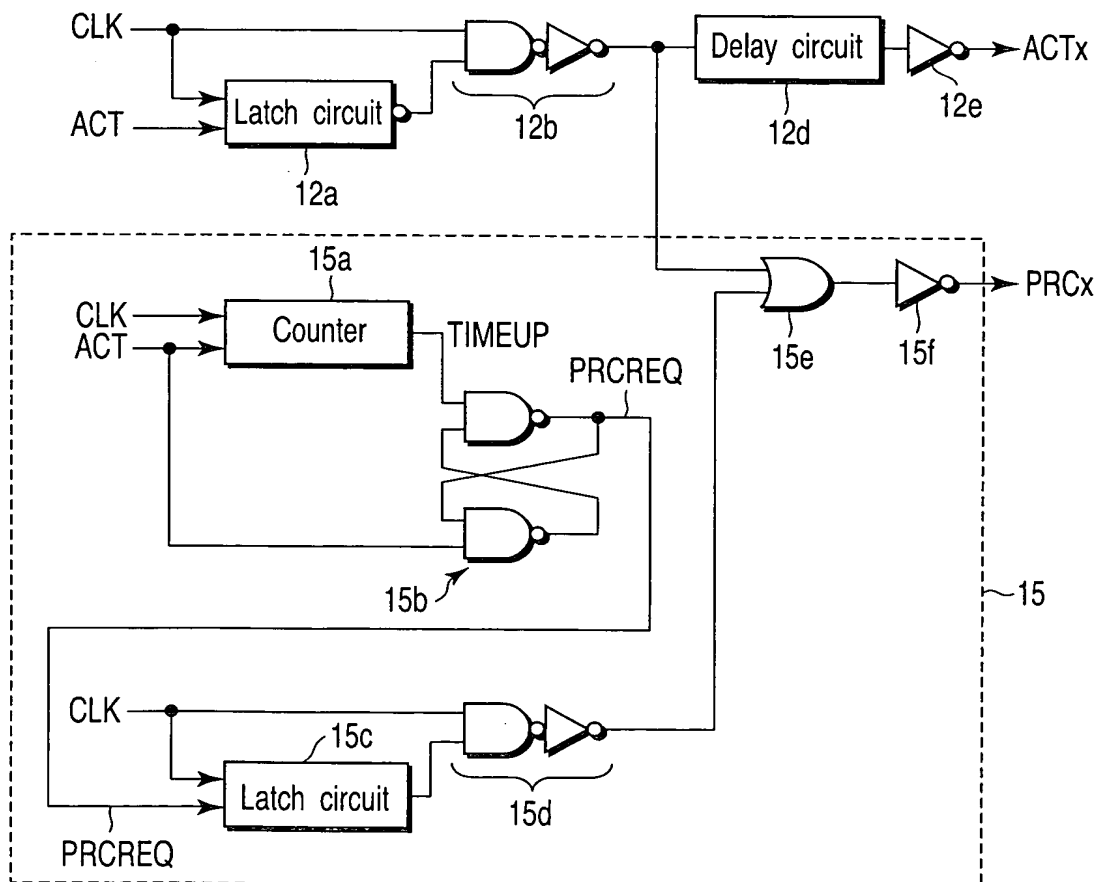 CLK
ACT
Latch circuit
12a
12b
Delay circuit
12d
12e
ACTx
15a
CLK
ACT
Counter
TIMEUP
PRCREQ
15b
15e
15f
PRCx
15
CLK
15c
Latch circuit
15d
PRCREQ